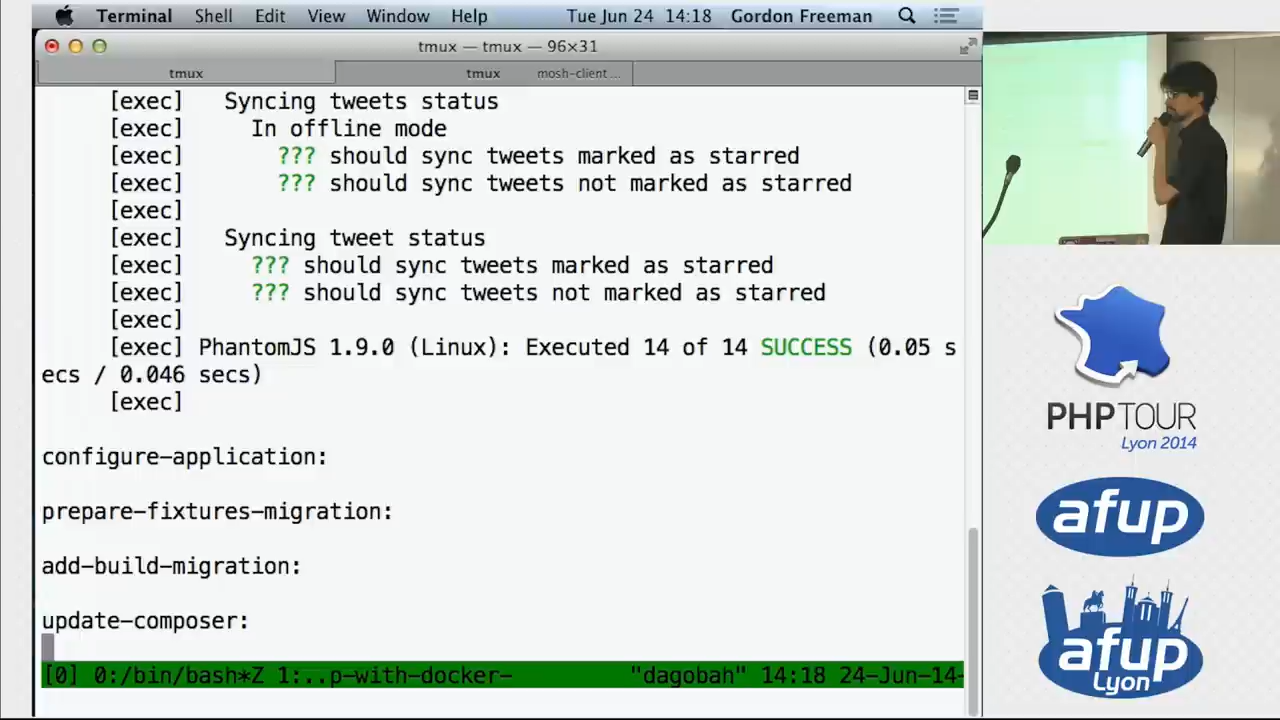 Terminal Shell Edit View Window Help Tue Jun 24 14:18 Gordon Freeman
tmux — tmux — 96×31
tmux tmux mosh-client ...
[exec] Syncing tweets status
[exec] In offline mode
[exec] ??? should sync tweets marked as starred
[exec] ??? should sync tweets not marked as starred
[exec]
[exec] Syncing tweet status
[exec] ??? should sync tweets marked as starred
[exec] ??? should sync tweets not marked as starred
[exec]
[exec] PhantomJS 1.9.0 (Linux): Executed 14 of 14 SUCCESS (0.05 s
ecs / 0.046 secs)
[exec]
configure-application:
prepare-fixtures-migration:
add-build-migration:
update-composer:
[0] 0:/bin/bash*Z 1:..p-with-docker- "dagobah" 14:18 24-Jun-14-
PHPTOUR
Lyon 2014
afup
afup
Lyon